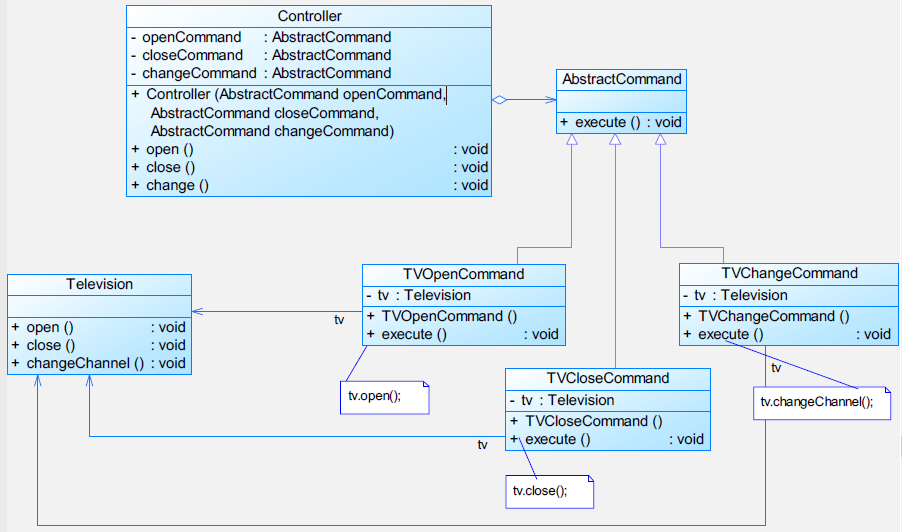 Controller
- openCommand : AbstractCommand
- closeCommand : AbstractCommand
- changeCommand : AbstractCommand
+ Controller (AbstractCommand openCommand,
AbstractCommand closeCommand,
AbstractCommand changeCommand)
+ open () : void
+ close () : void
+ change () : void
AbstractCommand
+ execute () : void
Television
+ open () : void
+ close () : void
+ changeChannel () : void
tv
TVOpenCommand
- tv : Television
+ TVOpenCommand ()
+ execute () : void
tv.open();
TVChangeCommand
- tv : Television
+ TVChangeCommand ()
+ execute () : void
tv
tv.changeChannel();
TVCloseCommand
- tv : Television
+ TVCloseCommand ()
+ execute () : void
tv
tv.close();